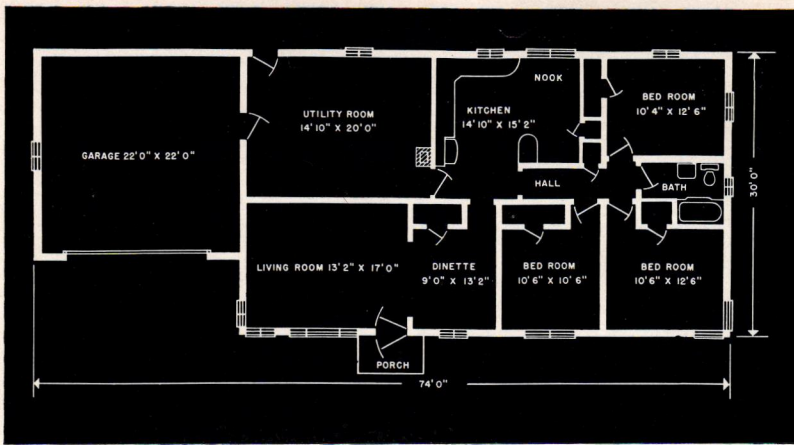 NOOK
BED ROOM
10'4" X 12'6"
UTILITY ROOM
14'10" X 20'0"
KITCHEN
14'10" X 15'2"
GARAGE 22'0" X 22'0"
HALL
BATH
30'0"
LIVING ROOM 13'2" X 17'0"
DINETTE
9'0" X 13'2"
BED ROOM
10'6" X 10'6"
BED ROOM
10'6" X 12'6"
PORCH
74'0"